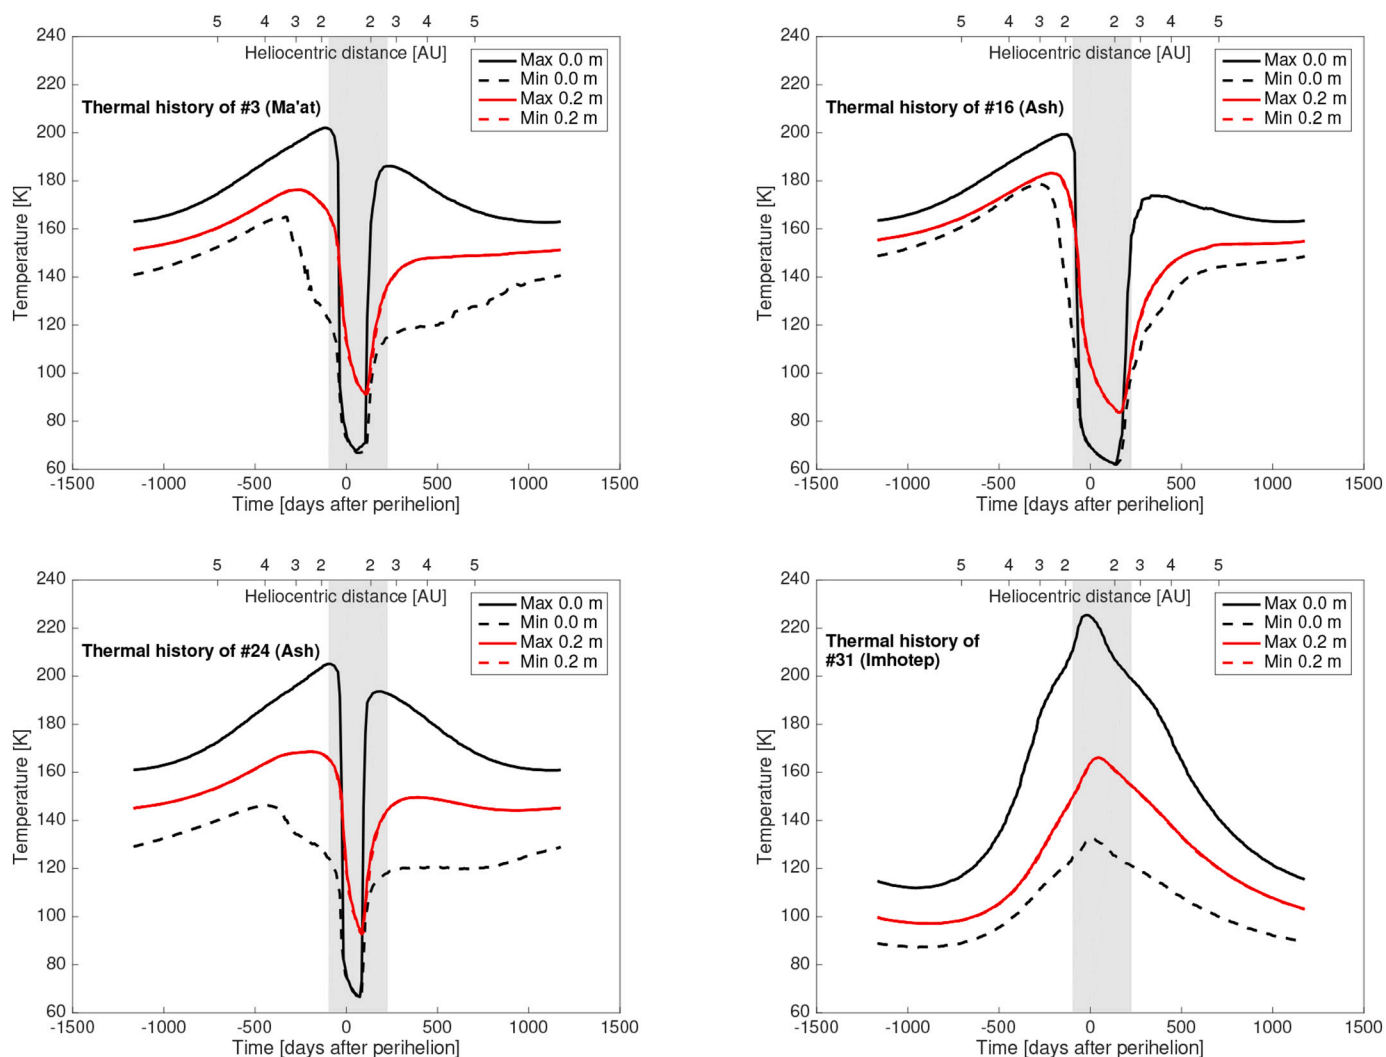 5 4 3 2 2 3 4 5
Heliocentric distance [AU]
Max 0.0 m
Min 0.0 m
Max 0.2 m
Min 0.2 m
Thermal history of #3 (Ma'at)
240
220
200
180
160
140
120
100
80
60
Temperature [K]
-1500 -1000 -500 0 500 1000 1500
Time [days after perihelion]
5 4 3 2 2 3 4 5
Heliocentric distance [AU]
Max 0.0 m
Min 0.0 m
Max 0.2 m
Min 0.2 m
Thermal history of #16 (Ash)
240
220
200
180
160
140
120
100
80
60
Temperature [K]
-1500 -1000 -500 0 500 1000 1500
Time [days after perihelion]
5 4 3 2 2 3 4 5
Heliocentric distance [AU]
Max 0.0 m
Min 0.0 m
Max 0.2 m
Min 0.2 m
Thermal history of #24 (Ash)
240
220
200
180
160
140
120
100
80
60
Temperature [K]
-1500 -1000 -500 0 500 1000 1500
Time [days after perihelion]
5 4 3 2 2 3 4 5
Heliocentric distance [AU]
Max 0.0 m
Min 0.0 m
Max 0.2 m
Min 0.2 m
Thermal history of
#31 (Imhotep)
240
220
200
180
160
140
120
100
80
60
Temperature [K]
-1500 -1000 -500 0 500 1000 1500
Time [days after perihelion]